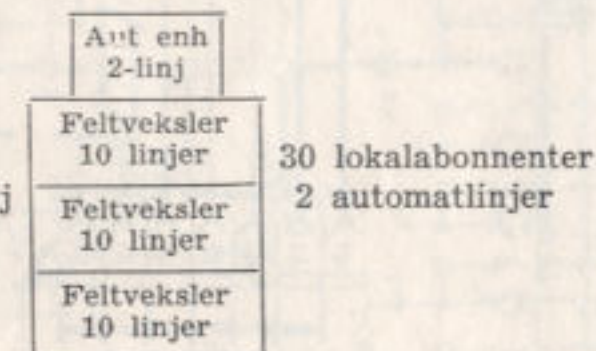 Aut enh
2-linj
Feltveksler
10 linjer
30 lokalabonnenter
j
Feltveksler
10 linjer
2 automatlinjer
Feltveksler
10 linjer